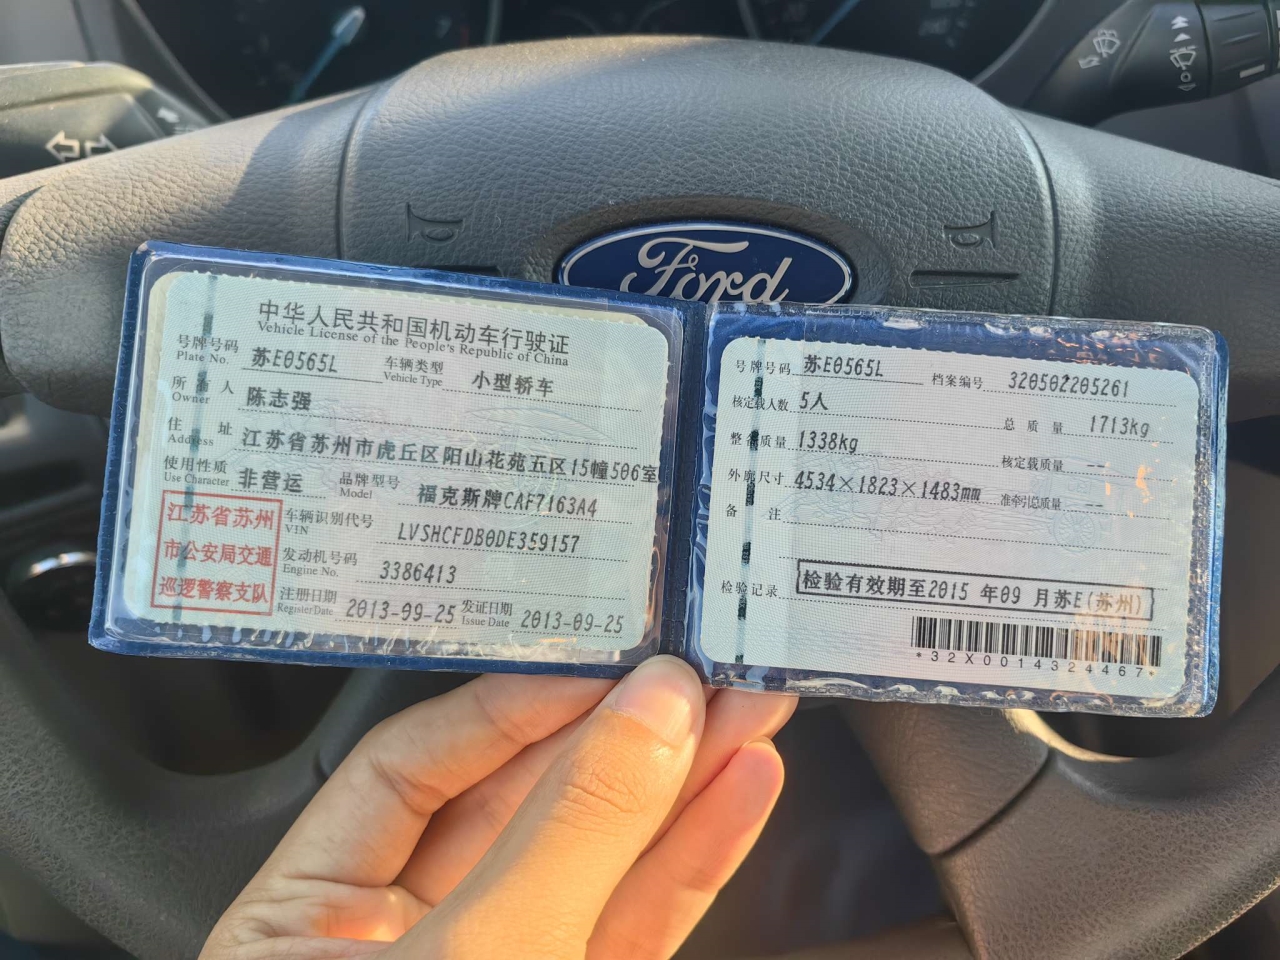 Ford
中华人民共和国机动车行驶证
Vehicle License of the People's Republic of China
号牌号码 苏E0565L 车辆类型 小型轿车
Plate No. Vehicle Type
所有人 陈志强
Owner
住址 江苏省苏州市虎丘区阳山花苑五区15幢506室
Address
使用性质 非营运 品牌型号 福克斯牌CAF7163A4
Use Character Model
江苏省苏州
市公安局交通
巡逻警察支队
车辆识别代号 LVSHCFDB0DE359157
VIN
发动机号码 3386413
Engine No.
注册日期 2013-09-25 发证日期 2013-09-25
Register Date Issue Date
号牌号码 苏E0565L 档案编号 320502205261
核定载人数 5人 总质量 1713kg
整备质量 1338kg 核定载质量 --
外廓尺寸 4534×1823×1483mm 准牵引总质量 --
备注
检验记录 检验有效期至2015 年09 月苏E(苏州)
*32X0014324467*